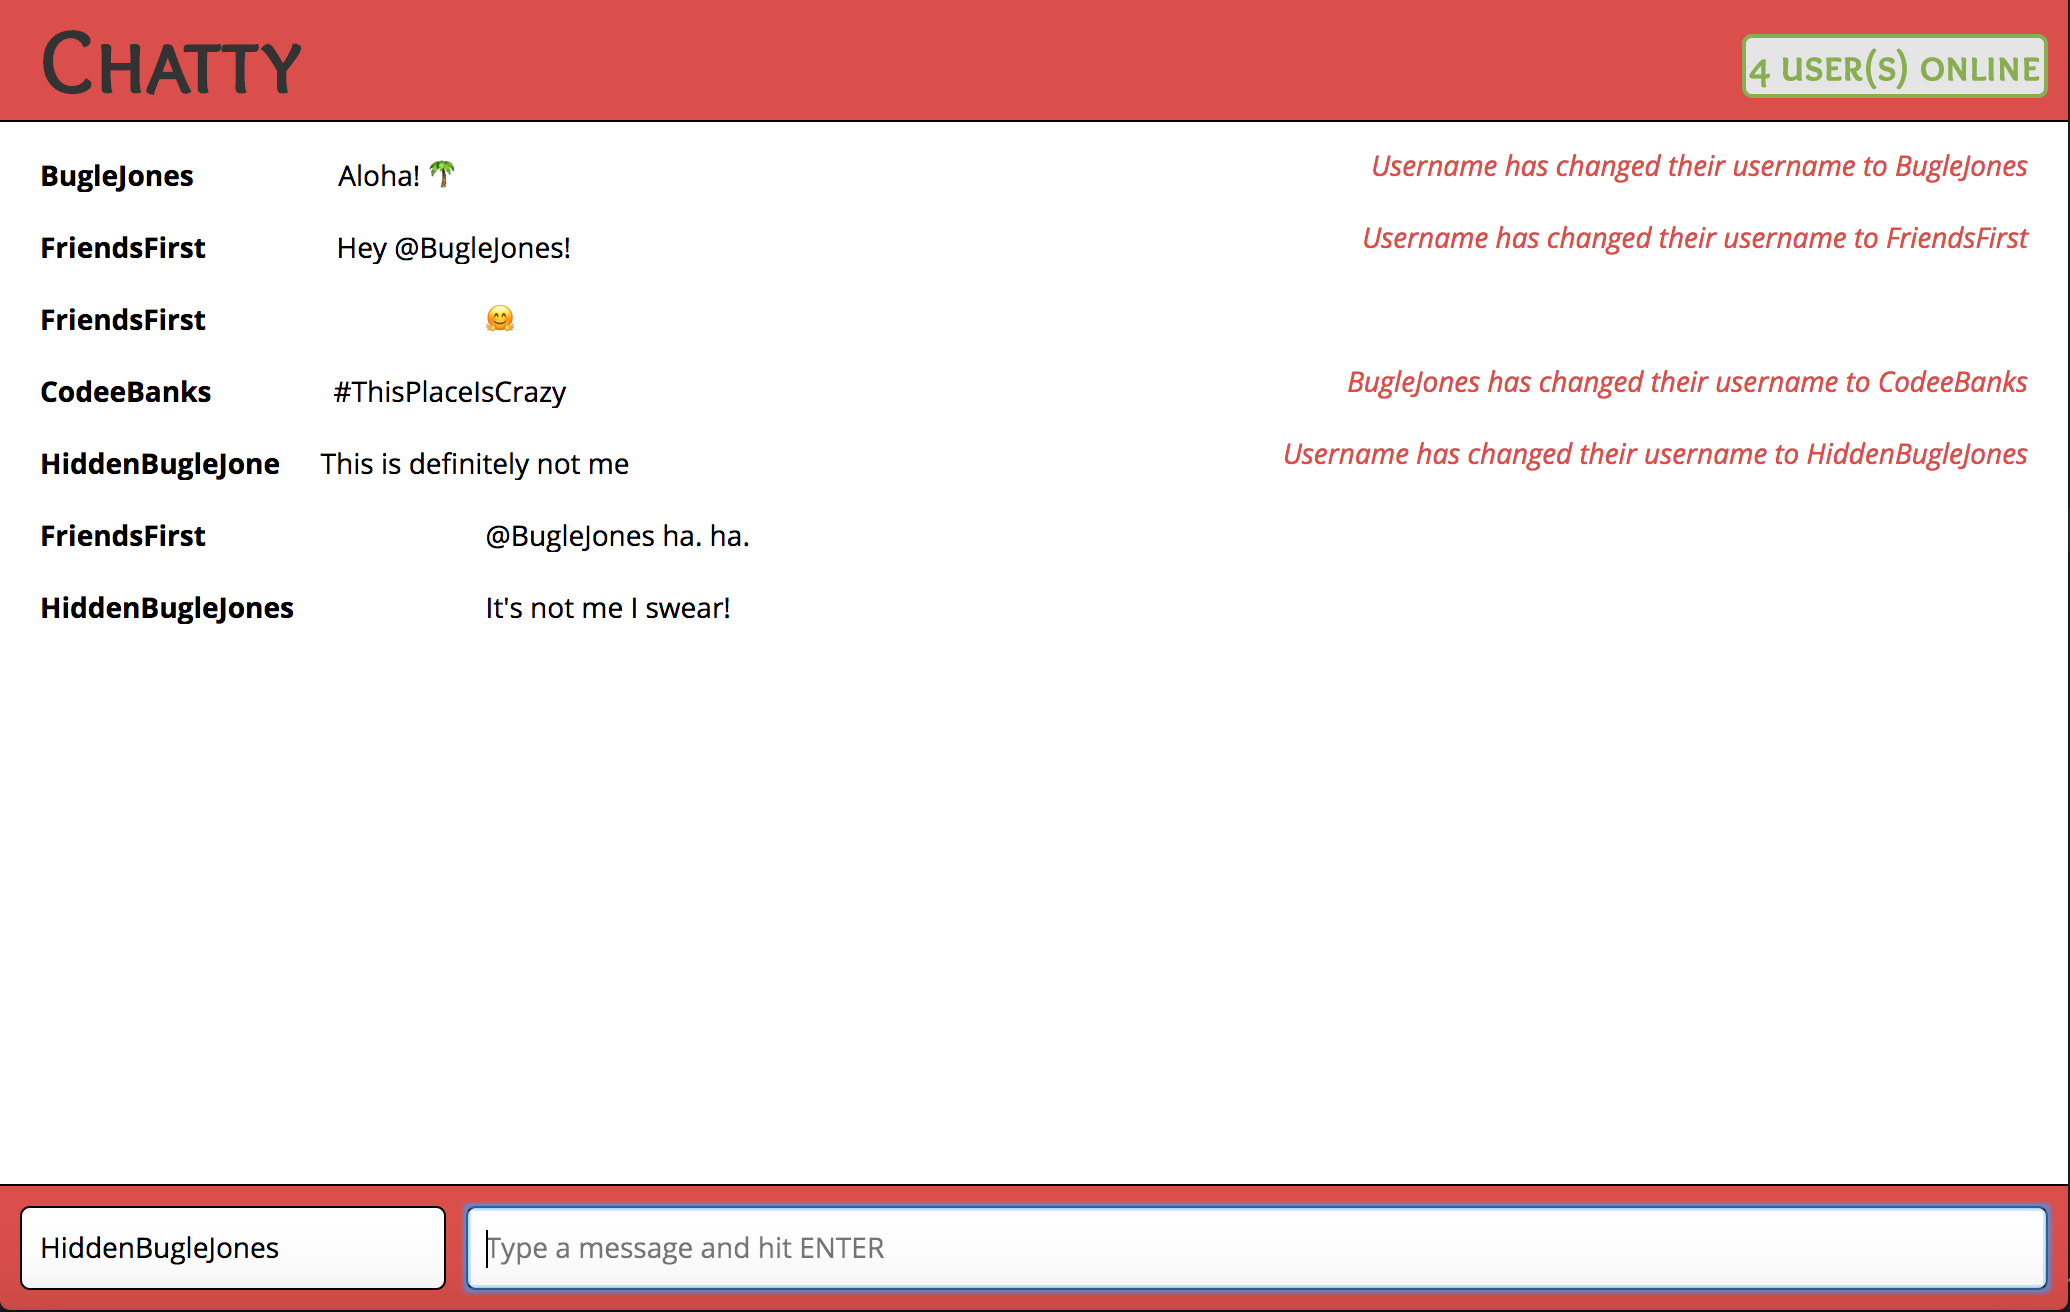 Chatty
4 user(s) online
BugleJones Aloha! 🌴 Username has changed their username to BugleJones
FriendsFirst Hey @BugleJones! Username has changed their username to FriendsFirst
FriendsFirst 🤗
CodeeBanks #ThisPlaceIsCrazy BugleJones has changed their username to CodeeBanks
HiddenBugleJone This is definitely not me Username has changed their username to HiddenBugleJones
FriendsFirst @BugleJones ha. ha.
HiddenBugleJones It's not me I swear!
HiddenBugleJones Type a message and hit ENTER